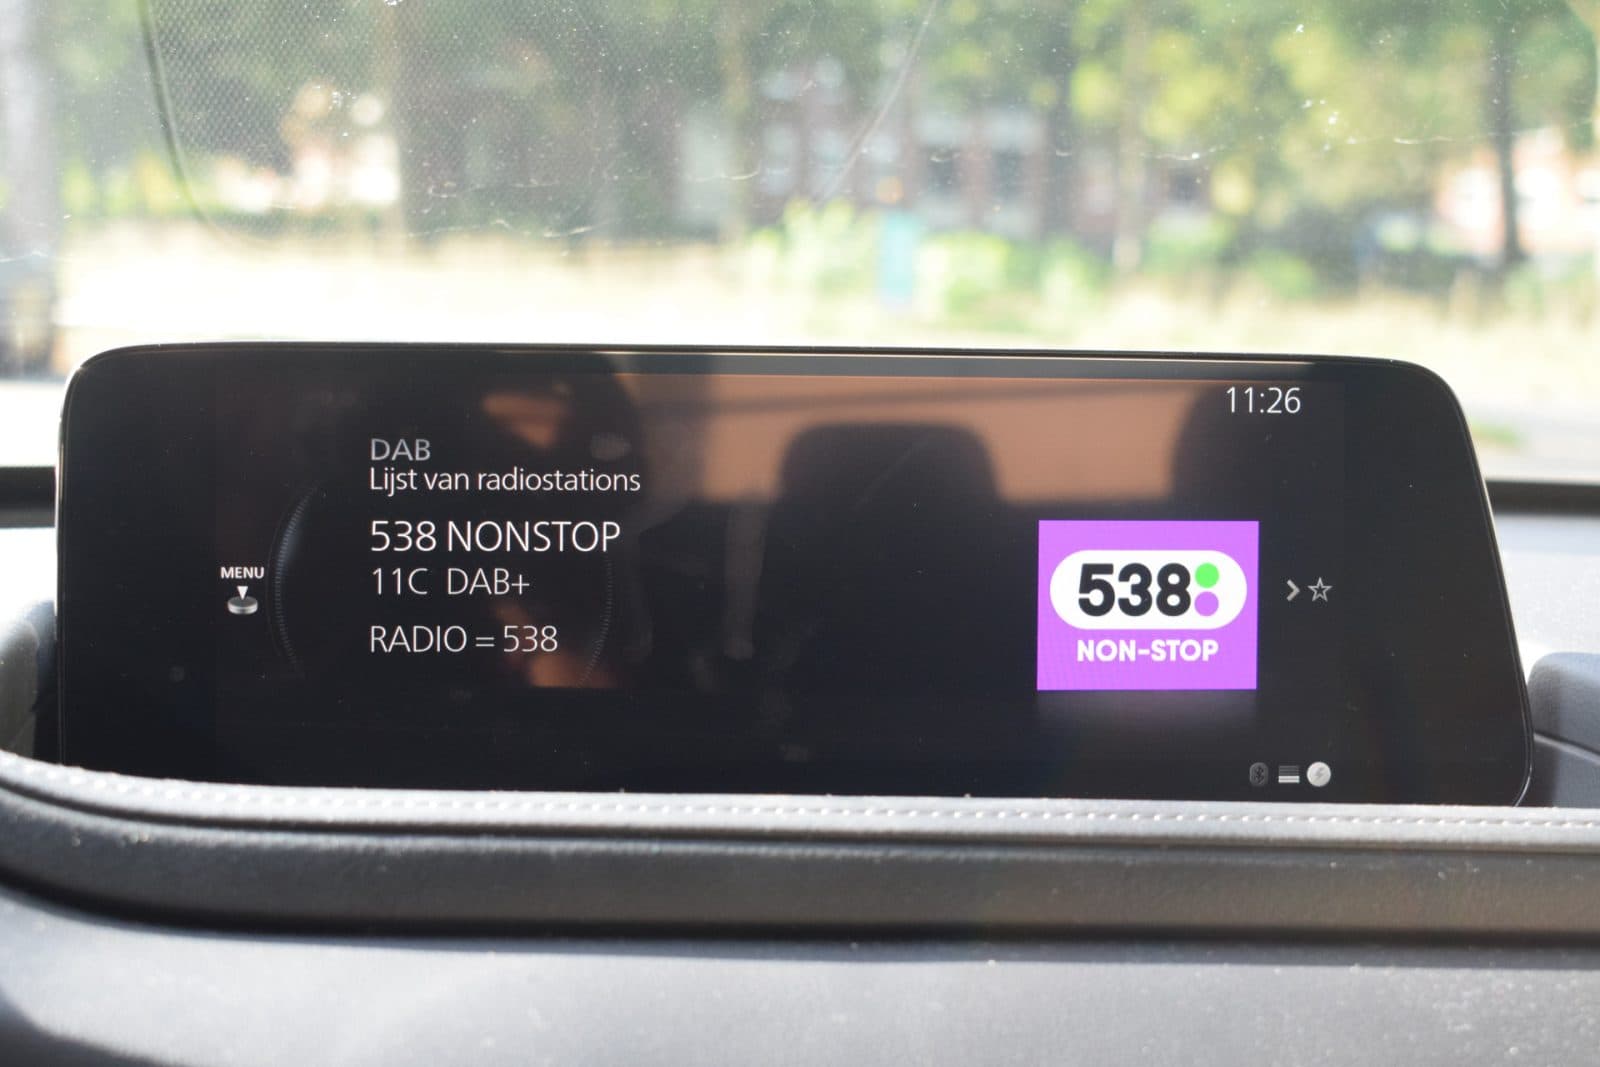 11:26
DAB
Lijst van radiostations
538 NONSTOP
11C DAB+
RADIO = 538
MENU
538
NON-STOP